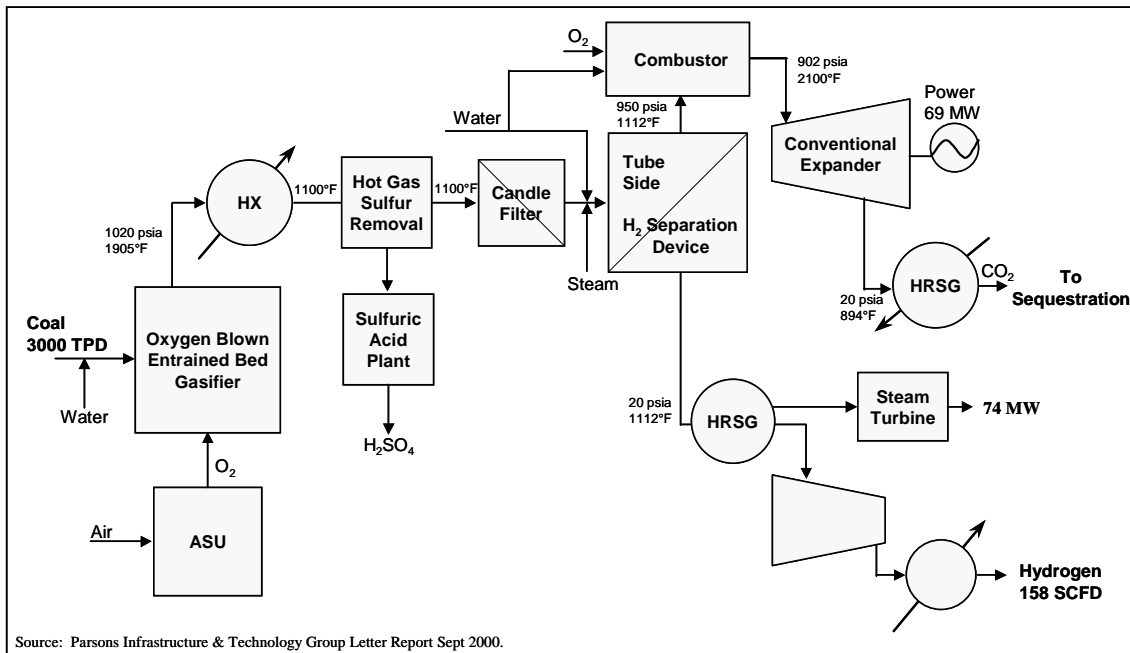 O2
Combustor
902 psia
2100°F
Power
69 MW
950 psia
1112°F
Water
Conventional
Expander
Tube
Side
H2 Separation
Device
HX
1100°F
Hot Gas
Sulfur
Removal
1100°F
Candle
Filter
1020 psia
1905°F
Steam
HRSG
CO2
To
Sequestration
20 psia
894°F
Coal
3000 TPD
Oxygen Blown
Entrained Bed
Gasifier
Sulfuric
Acid
Plant
Water
20 psia
1112°F
HRSG
Steam
Turbine
74 MW
H2SO4
O2
Air
ASU
Hydrogen
158 SCFD
Source: Parsons Infrastructure & Technology Group Letter Report Sept 2000.